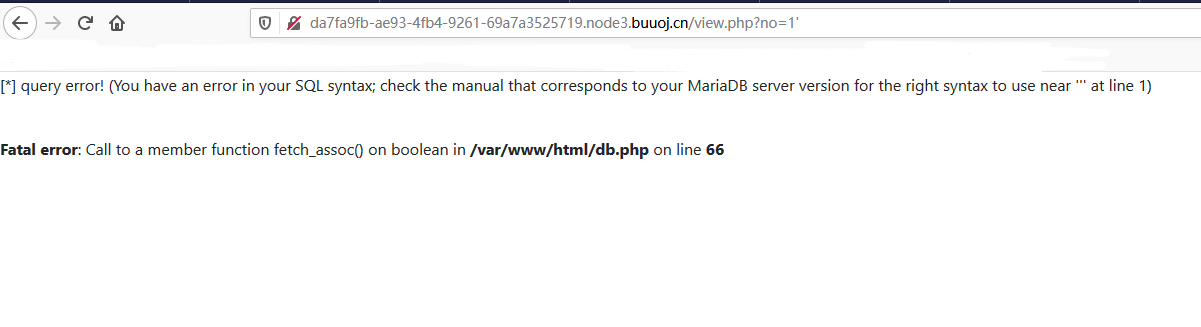 da7fa9fb-ae93-4fb4-9261-69a7a3525719.node3.buuoj.cn/view.php?no=1'
[*] query error! (You have an error in your SQL syntax; check the manual that corresponds to your MariaDB server version for the right syntax to use near ''' at line 1)
Fatal error: Call to a member function fetch_assoc() on boolean in /var/www/html/db.php on line 66